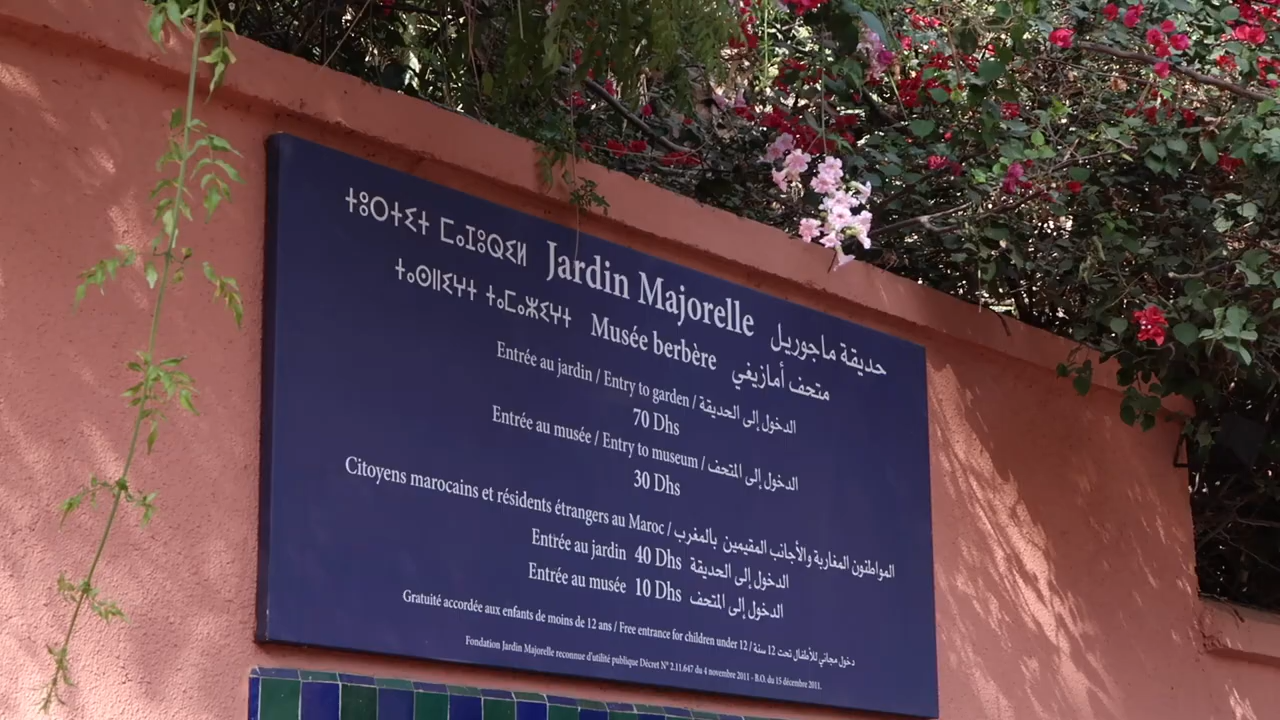 ⵜⵓⵔⵜⵉⵜ ⵎⴰⵊⵓⵕⵉⵍ Jardin Majorelle حديقة ماجوريل
ⵜⴰⵙⵍⵍⵉⵖⵜ ⵜⴰⵎⴰⵣⵉⵖⵜ Musée berbère متحف أمازيغي
Entrée au jardin / Entry to garden / الدخول إلى الحديقة
70 Dhs
Entrée au musée / Entry to museum / الدخول إلى المتحف
30 Dhs
Citoyens marocains et résidents étrangers au Maroc / المواطنون المغاربة والأجانب المقيمين بالمغرب
Entrée au jardin 40 Dhs الدخول إلى الحديقة
Entrée au musée 10 Dhs الدخول إلى المتحف
Gratuité accordée aux enfants de moins de 12 ans / Free entrance for children under 12 / دخول مجاني للأطفال تحت 12 سنة
Fondation Jardin Majorelle reconnue d'utilité publique Décret N° 2.11.647 du 4 novembre 2011 - B.O. du 15 décembre 2011.